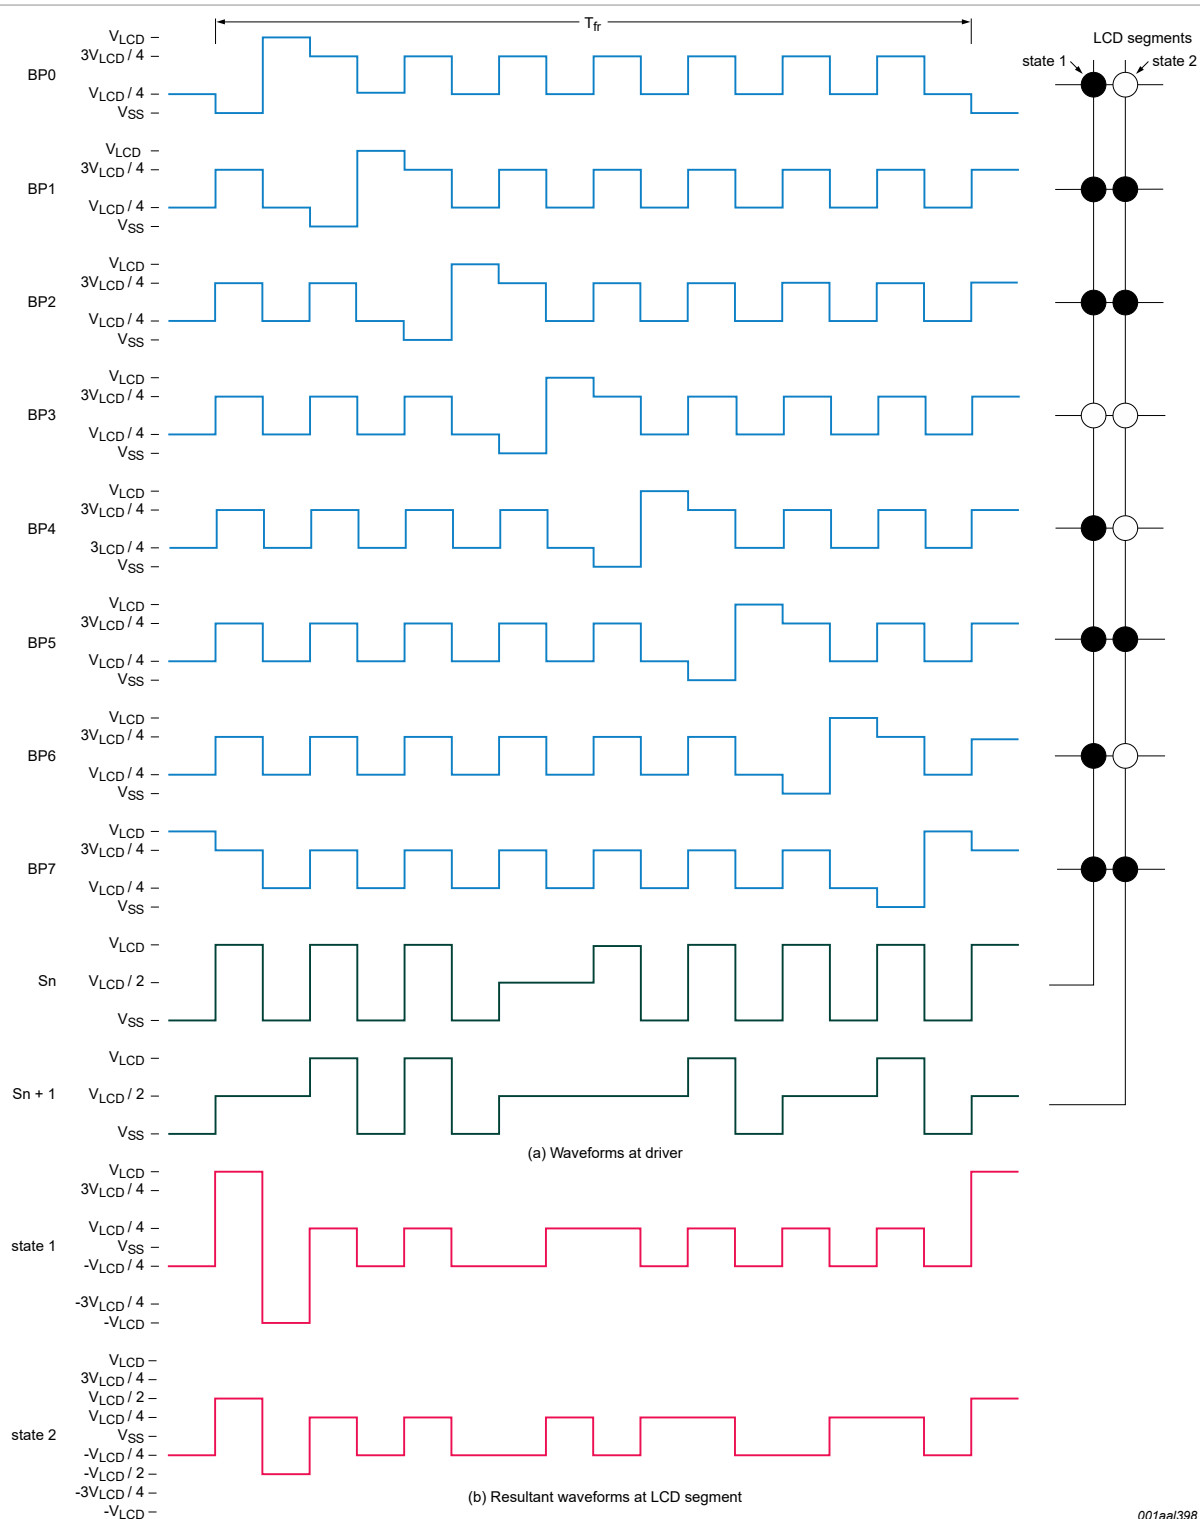 Tfr
LCD segments
state 1
state 2
BP0
VLCD
3VLCD / 4
VLCD / 4
VSS
BP1
VLCD
3VLCD / 4
VLCD / 4
VSS
BP2
VLCD
3VLCD / 4
VLCD / 4
VSS
BP3
VLCD
3VLCD / 4
VLCD / 4
VSS
BP4
VLCD
3VLCD / 4
3LCD / 4
VSS
BP5
VLCD
3VLCD / 4
VLCD / 4
VSS
BP6
VLCD
3VLCD / 4
VLCD / 4
VSS
BP7
VLCD
3VLCD / 4
VLCD / 4
VSS
Sn
VLCD
VLCD / 2
VSS
Sn + 1
VLCD
VLCD / 2
VSS
(a) Waveforms at driver
state 1
VLCD
3VLCD / 4
VLCD / 4
VSS
-VLCD / 4
-3VLCD / 4
-VLCD
state 2
VLCD
3VLCD / 4
VLCD / 2
VLCD / 4
VSS
-VLCD / 4
-VLCD / 2
-3VLCD / 4
-VLCD
(b) Resultant waveforms at LCD segment
001aal398